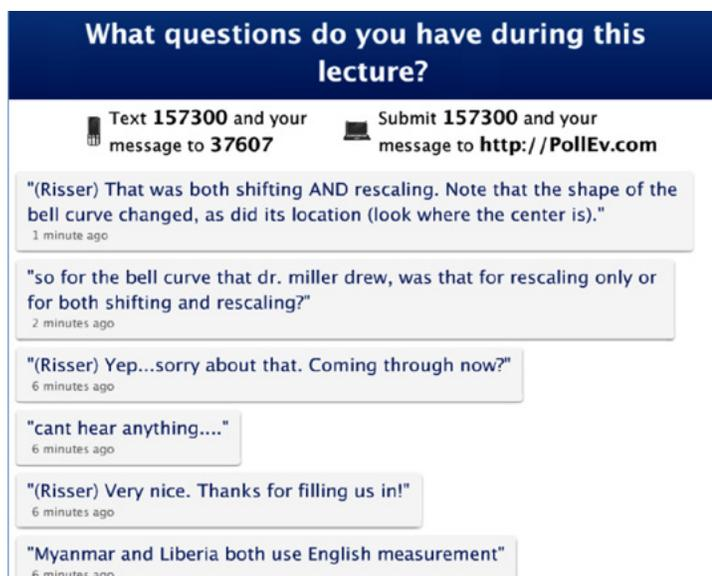 What questions do you have during this
lecture?
Text 157300 and your
message to 37607
Submit 157300 and your
message to http://PollEv.com
"(Risser) That was both shifting AND rescaling. Note that the shape of the
bell curve changed, as did its location (look where the center is)."
1 minute ago
"so for the bell curve that dr. miller drew, was that for rescaling only or
for both shifting and rescaling?"
2 minutes ago
"(Risser) Yep...sorry about that. Coming through now?"
6 minutes ago
"cant hear anything...."
6 minutes ago
"(Risser) Very nice. Thanks for filling us in!"
6 minutes ago
"Myanmar and Liberia both use English measurement"
6 minutes ago